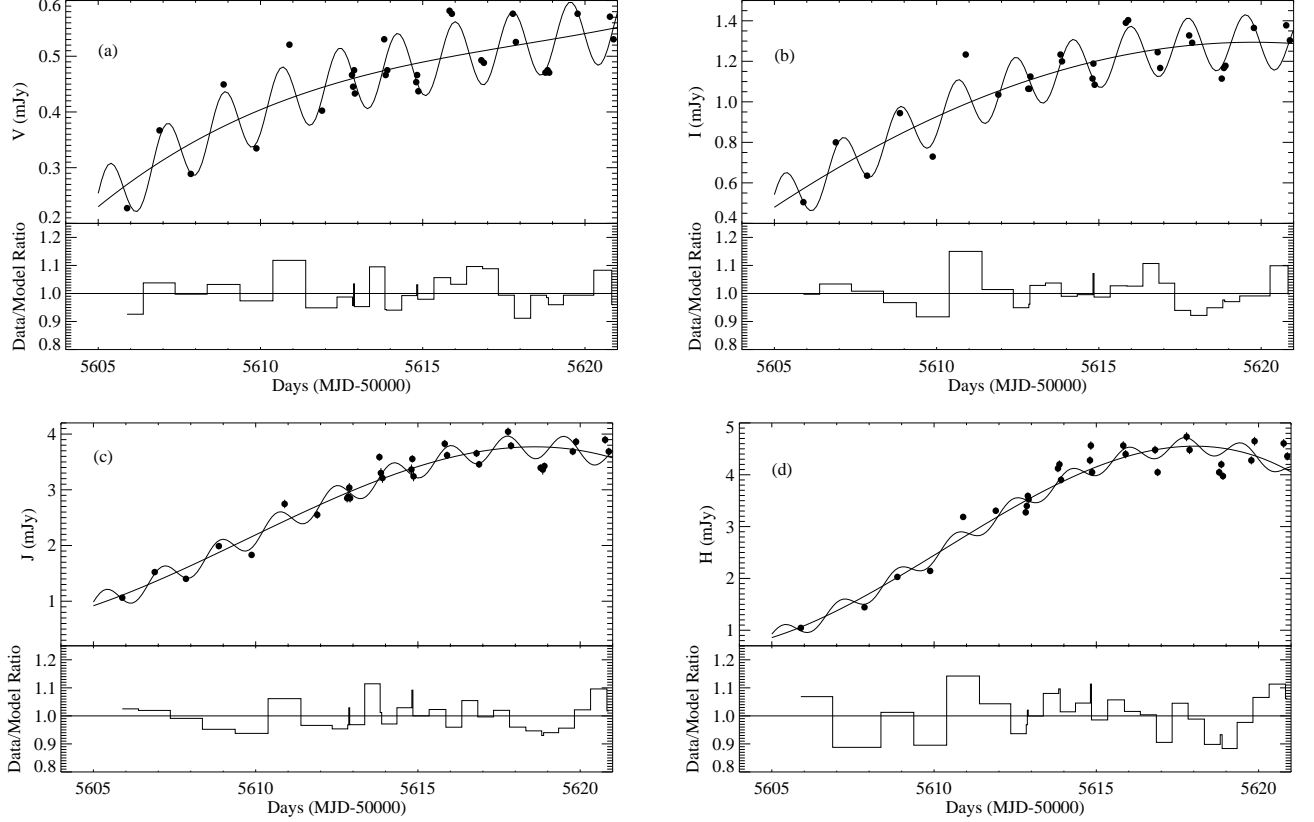 0.6
0.5
0.4
0.3
0.2
V (mJy)
(a)
1.2
1.1
1.0
0.9
0.8
Data/Model Ratio
5605 5610 5615 5620
Days (MJD-50000)
1.4
1.2
1.0
0.8
0.6
0.4
I (mJy)
(b)
1.2
1.1
1.0
0.9
0.8
Data/Model Ratio
5605 5610 5615 5620
Days (MJD-50000)
4
3
2
1
J (mJy)
(c)
1.2
1.1
1.0
0.9
0.8
Data/Model Ratio
5605 5610 5615 5620
Days (MJD-50000)
5
4
3
2
1
H (mJy)
(d)
1.2
1.1
1.0
0.9
0.8
Data/Model Ratio
5605 5610 5615 5620
Days (MJD-50000)